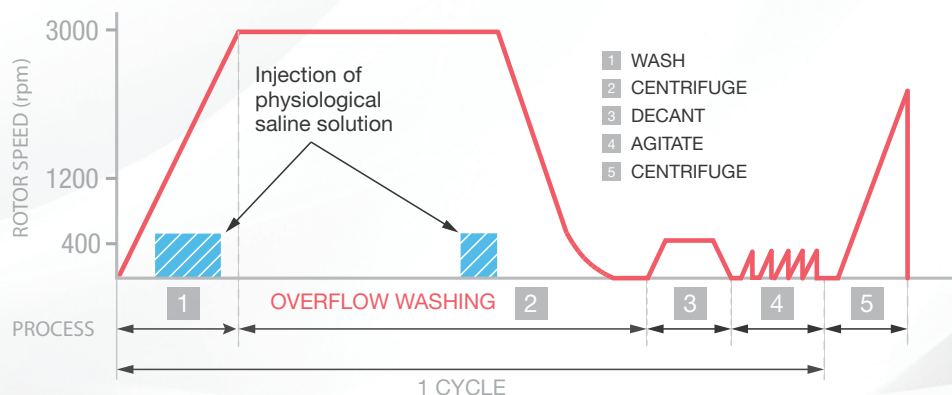 3000
1200
400
ROTOR SPEED (rpm)
Injection of
physiological
saline solution
1 WASH
2 CENTRIFUGE
3 DECANT
4 AGITATE
5 CENTRIFUGE
1
OVERFLOW WASHING
2
3
4
5
PROCESS
1 CYCLE